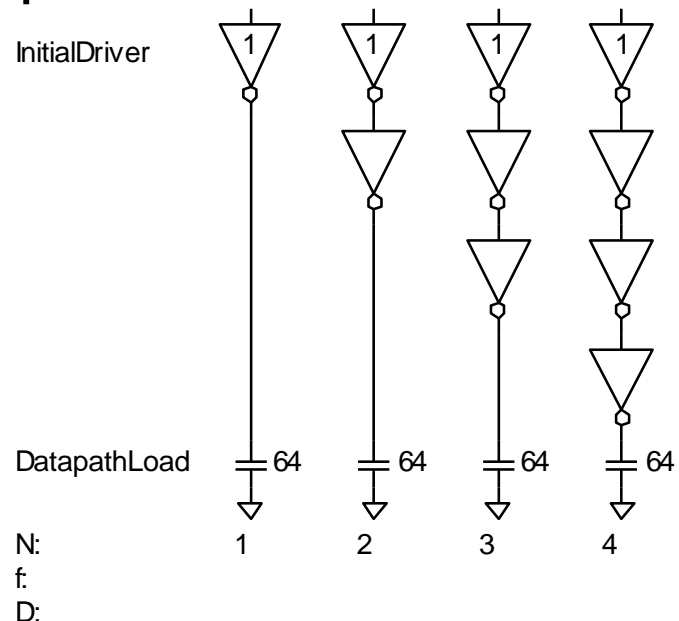 InitialDriver 1 1 1 1
DatapathLoad 64 64 64 64
N: 1 2 3 4
f:
D: